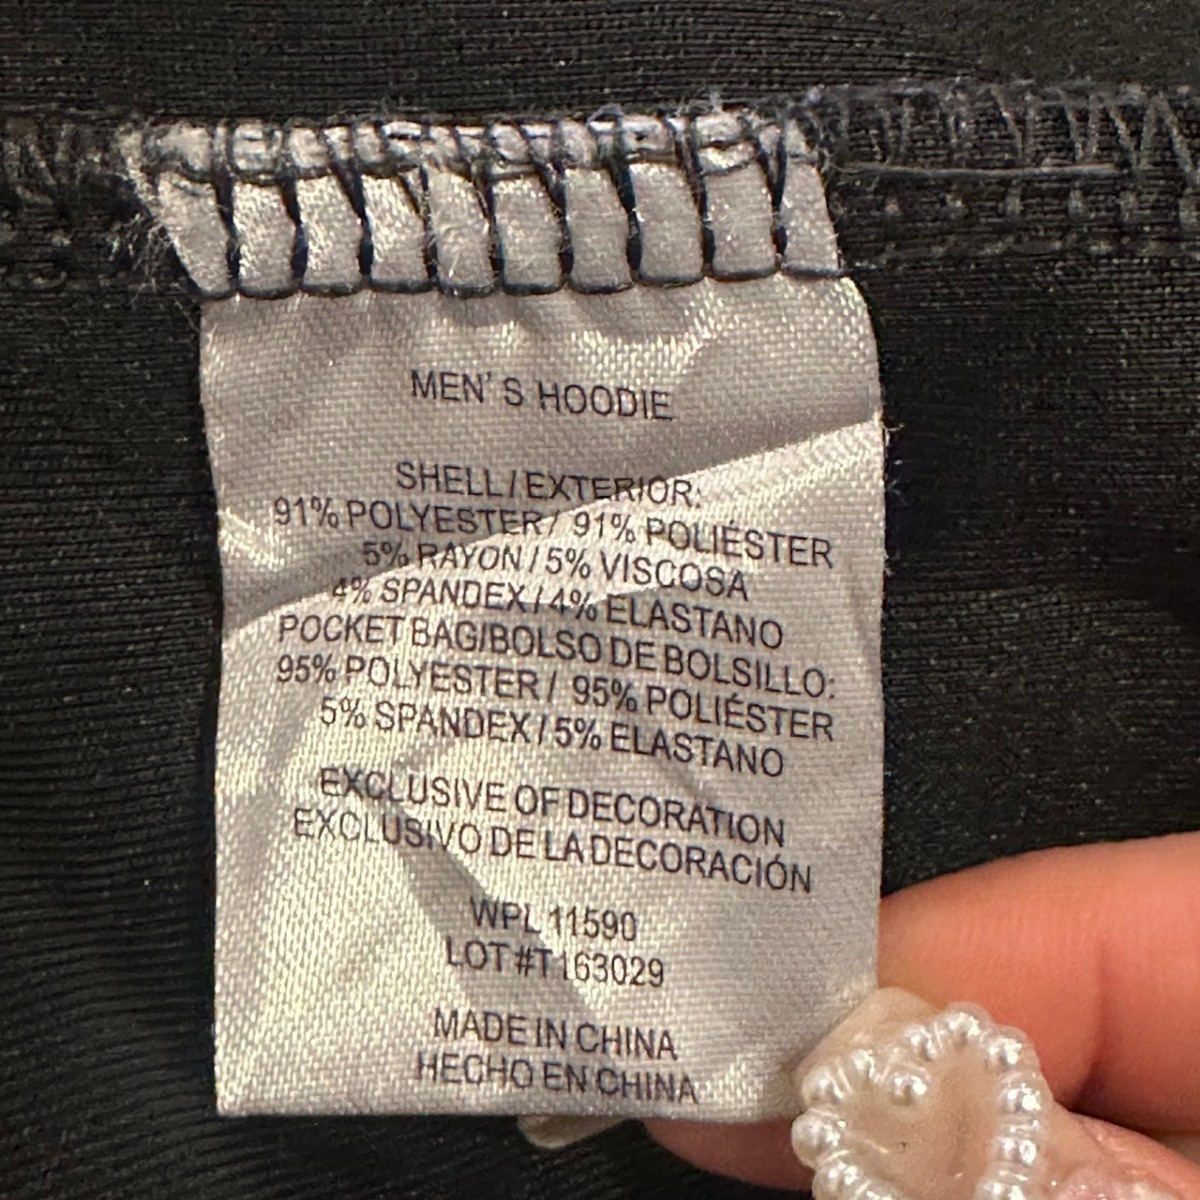 MEN'S HOODIE
SHELL/EXTERIOR:
91% POLYESTER/ 91% POLIÉSTER
5% RAYON/5% VISCOSA
4% SPANDEX/4% ELASTANO
POCKET BAG/BOLSO DE BOLSILLO:
95% POLYESTER/ 95% POLIÉSTER
5% SPANDEX/5% ELASTANO
EXCLUSIVE OF DECORATION
EXCLUSIVO DE LA DECORACIÓN
WPL 11590
LOT #T163029
MADE IN CHINA
HECHO EN CHINA